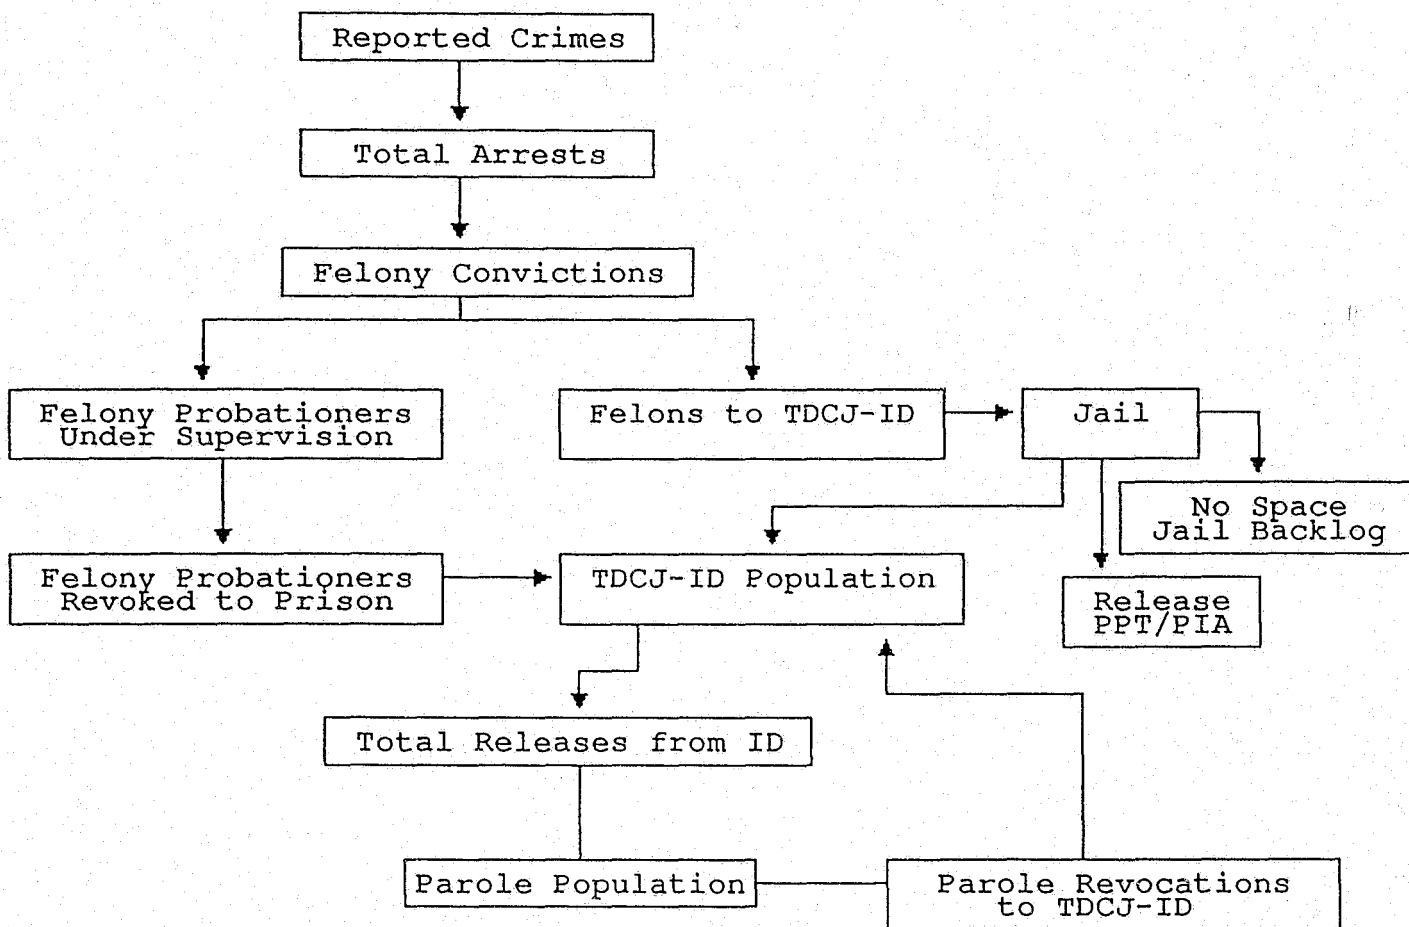 Reported Crimes
Total Arrests
Felony Convictions
Felony Probationers
Under Supervision
Felons to TDCJ-ID
Jail
No Space
Jail Backlog
Felony Probationers
Revoked to Prison
TDCJ-ID Population
Release
PPT/PIA
Total Releases from ID
Parole Population
Parole Revocations
to TDCJ-ID